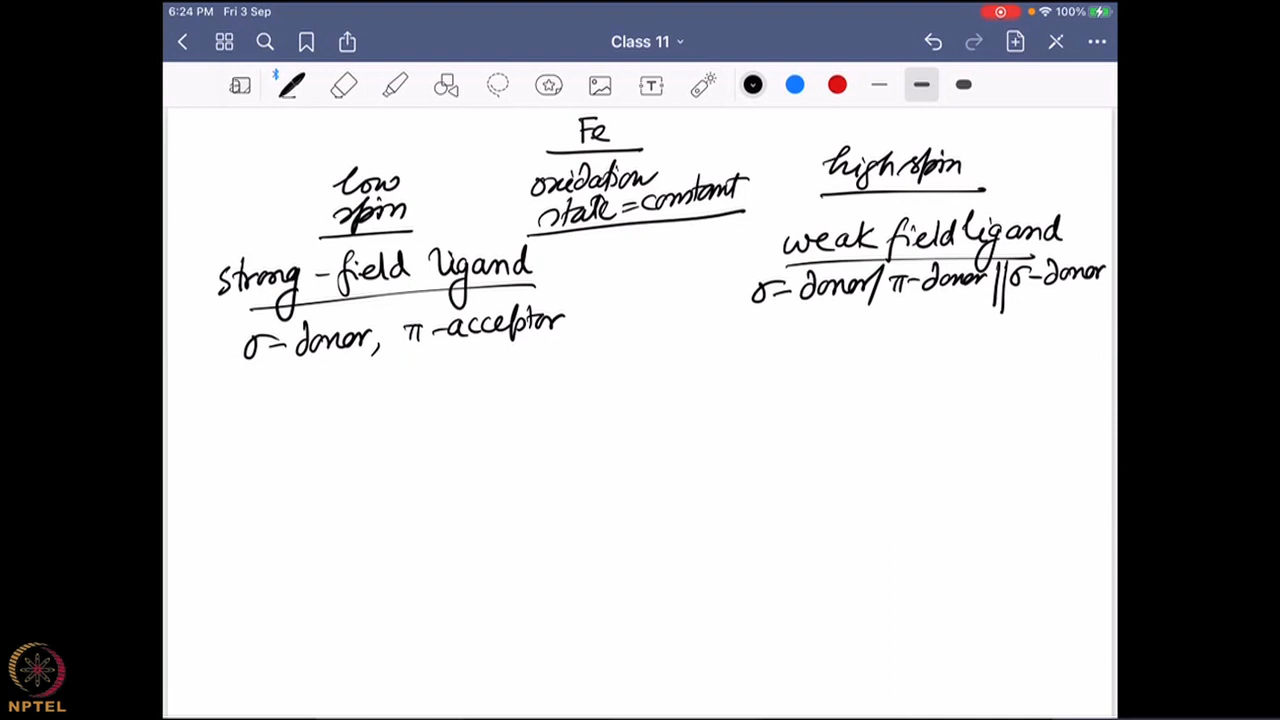 6:24 PM Fri 3 Sep
100%
Class 11
T
Fe
low
spin
oxidation
state = constant
high spin
strong - field ligand
σ- donor, π-acceptor
weak field ligand
σ- donor/ π-donor || σ-donor
NPTEL